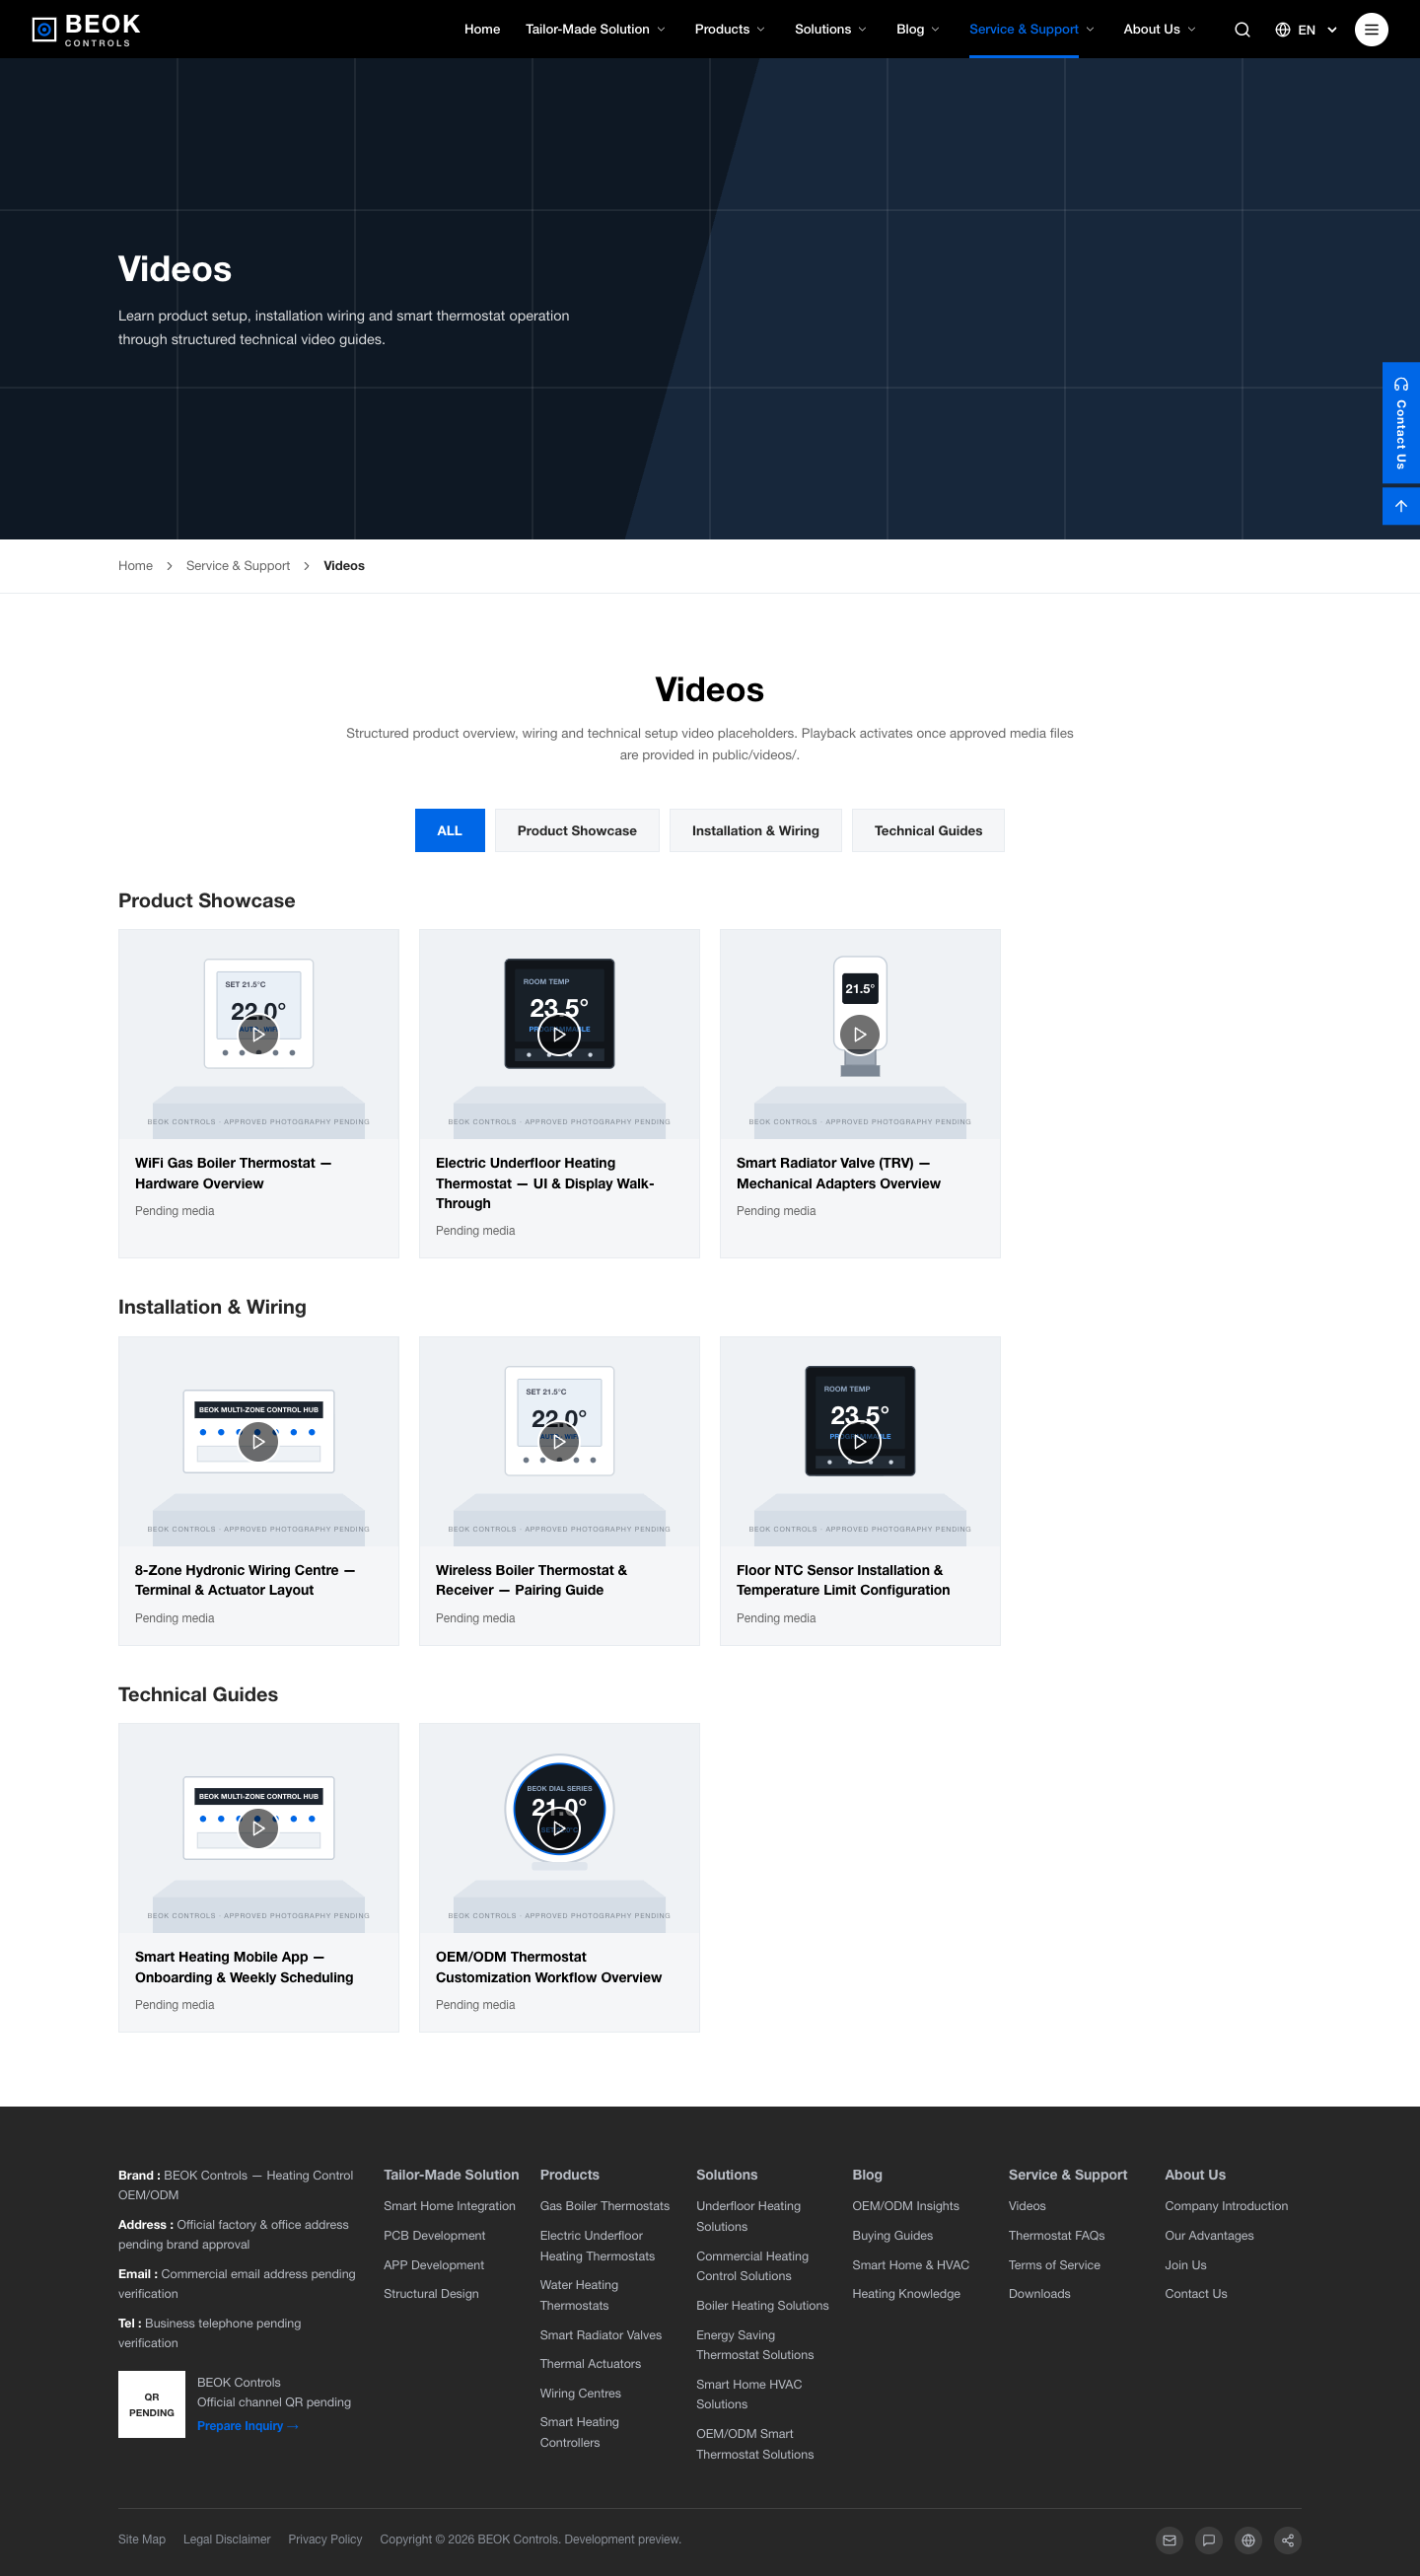 BEOK
CONTROLS
Home
Tailor-Made Solution
Products
Solutions
Blog
Service & Support
About Us
EN
Videos
Learn product setup, installation wiring and smart thermostat operation
through structured technical video guides.
Contact Us
Home
Service & Support
Videos
Videos
Structured product overview, wiring and technical setup video placeholders. Playback activates once approved media files
are provided in public/videos/.
ALL
Product Showcase
Installation & Wiring
Technical Guides
Product Showcase
SET 21.5°C
22.0°
BEOK CONTROLS · APPROVED PHOTOGRAPHY PENDING
WiFi Gas Boiler Thermostat —
Hardware Overview
Pending media
ROOM TEMP
23.5°
PROGRAMMABLE
BEOK CONTROLS · APPROVED PHOTOGRAPHY PENDING
Electric Underfloor Heating
Thermostat — UI & Display Walk-
Through
Pending media
21.5°
BEOK CONTROLS · APPROVED PHOTOGRAPHY PENDING
Smart Radiator Valve (TRV) —
Mechanical Adapters Overview
Pending media
Installation & Wiring
BEOK MULTI-ZONE CONTROL HUB
BEOK CONTROLS · APPROVED PHOTOGRAPHY PENDING
8-Zone Hydronic Wiring Centre —
Terminal & Actuator Layout
Pending media
SET 21.5°C
22.0°
BEOK CONTROLS · APPROVED PHOTOGRAPHY PENDING
Wireless Boiler Thermostat &
Receiver — Pairing Guide
Pending media
ROOM TEMP
23.5°
PROGRAMMABLE
BEOK CONTROLS · APPROVED PHOTOGRAPHY PENDING
Floor NTC Sensor Installation &
Temperature Limit Configuration
Pending media
Technical Guides
BEOK MULTI-ZONE CONTROL HUB
BEOK CONTROLS · APPROVED PHOTOGRAPHY PENDING
Smart Heating Mobile App —
Onboarding & Weekly Scheduling
Pending media
BEOK DIAL SERIES
21.0°
BEOK CONTROLS · APPROVED PHOTOGRAPHY PENDING
OEM/ODM Thermostat
Customization Workflow Overview
Pending media
Brand : BEOK Controls — Heating Control
OEM/ODM
Address : Official factory & office address
pending brand approval
Email : Commercial email address pending
verification
Tel : Business telephone pending
verification
QR
PENDING
BEOK Controls
Official channel QR pending
Prepare Inquiry →
Tailor-Made Solution
Smart Home Integration
PCB Development
APP Development
Structural Design
Products
Gas Boiler Thermostats
Electric Underfloor
Heating Thermostats
Water Heating
Thermostats
Smart Radiator Valves
Thermal Actuators
Wiring Centres
Smart Heating
Controllers
Solutions
Underfloor Heating
Solutions
Commercial Heating
Control Solutions
Boiler Heating Solutions
Energy Saving
Thermostat Solutions
Smart Home HVAC
Solutions
OEM/ODM Smart
Thermostat Solutions
Blog
OEM/ODM Insights
Buying Guides
Smart Home & HVAC
Heating Knowledge
Service & Support
Videos
Thermostat FAQs
Terms of Service
Downloads
About Us
Company Introduction
Our Advantages
Join Us
Contact Us
Site Map
Legal Disclaimer
Privacy Policy
Copyright © 2026 BEOK Controls. Development preview.